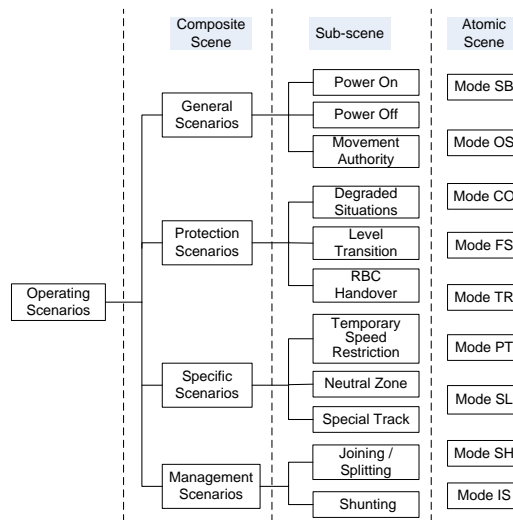 Composite
Scene
Sub-scene
Atomic
Scene
Operating
Scenarios
General
Scenarios
Protection
Scenarios
Specific
Scenarios
Management
Scenarios
Power On
Power Off
Movement
Authority
Degraded
Situations
Level
Transition
RBC
Handover
Temporary
Speed
Restriction
Neutral Zone
Special Track
Joining /
Splitting
Shunting
Mode SB
Mode OS
Mode CO
Mode FS
Mode TR
Mode PT
Mode SL
Mode SH
Mode IS